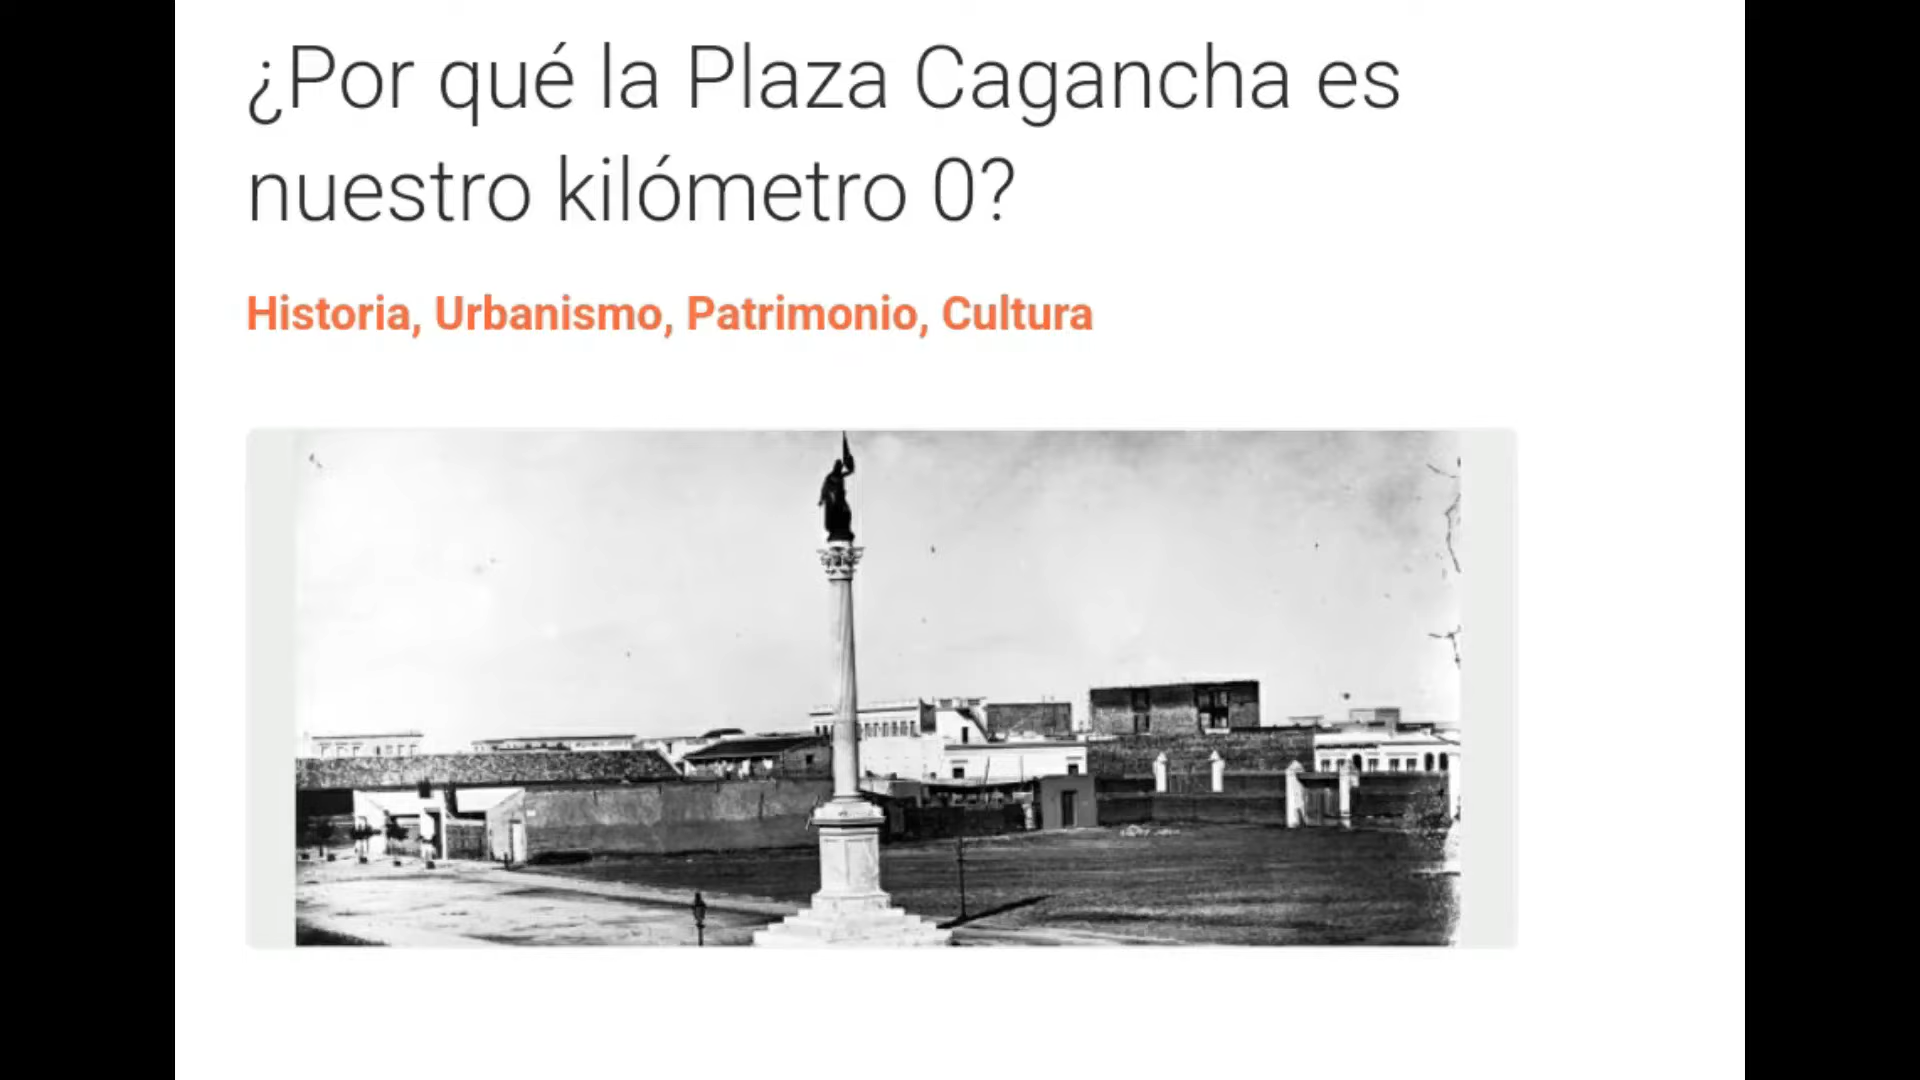 ¿Por qué la Plaza Cagancha es
nuestro kilómetro 0?
Historia, Urbanismo, Patrimonio, Cultura